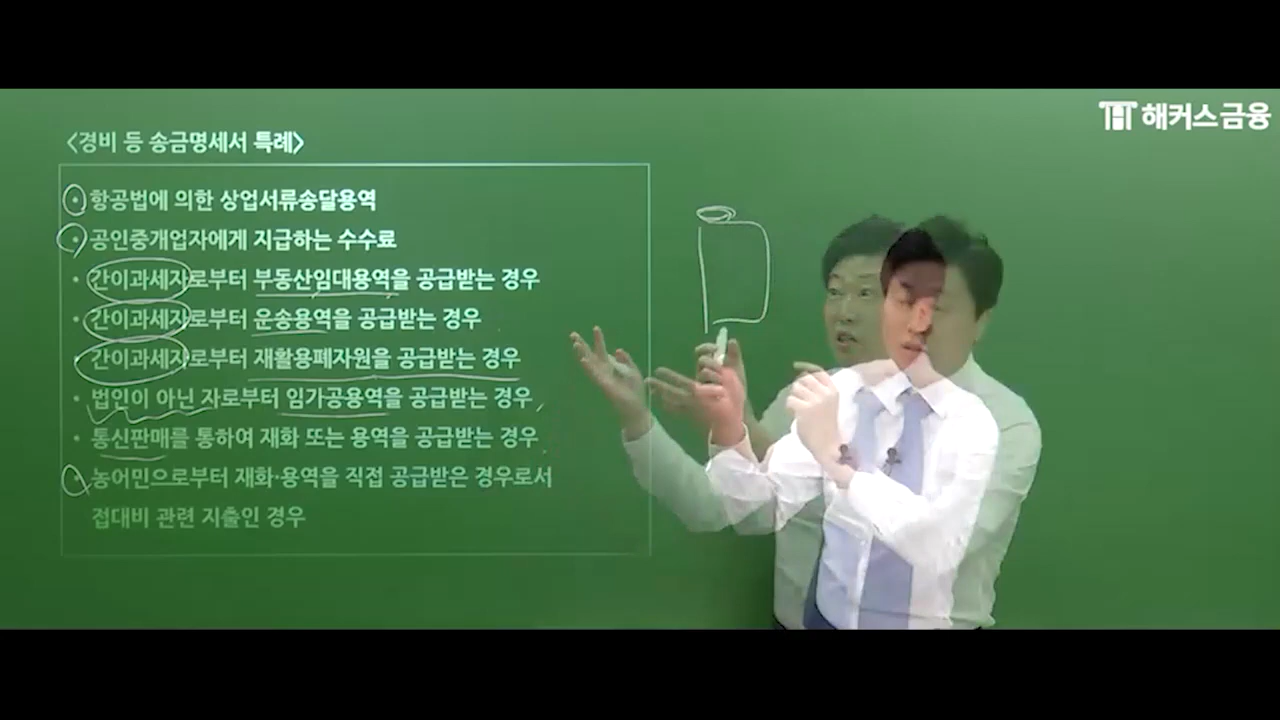 해커스금융
<경비 등 송금명세서 특례>
• 항공법에 의한 상업서류송달용역
• 공인중개업자에게 지급하는 수수료
• 간이과세자로부터 부동산임대용역을 공급받는 경우
• 간이과세자로부터 운송용역을 공급받는 경우
• 간이과세자로부터 재활용폐자원을 공급받는 경우
• 법인이 아닌 자로부터 임가공용역을 공급받는 경우
• 통신판매를 통하여 재화 또는 용역을 공급받는 경우
• 농어민으로부터 재화·용역을 직접 공급받은 경우로서
접대비 관련 지출인 경우